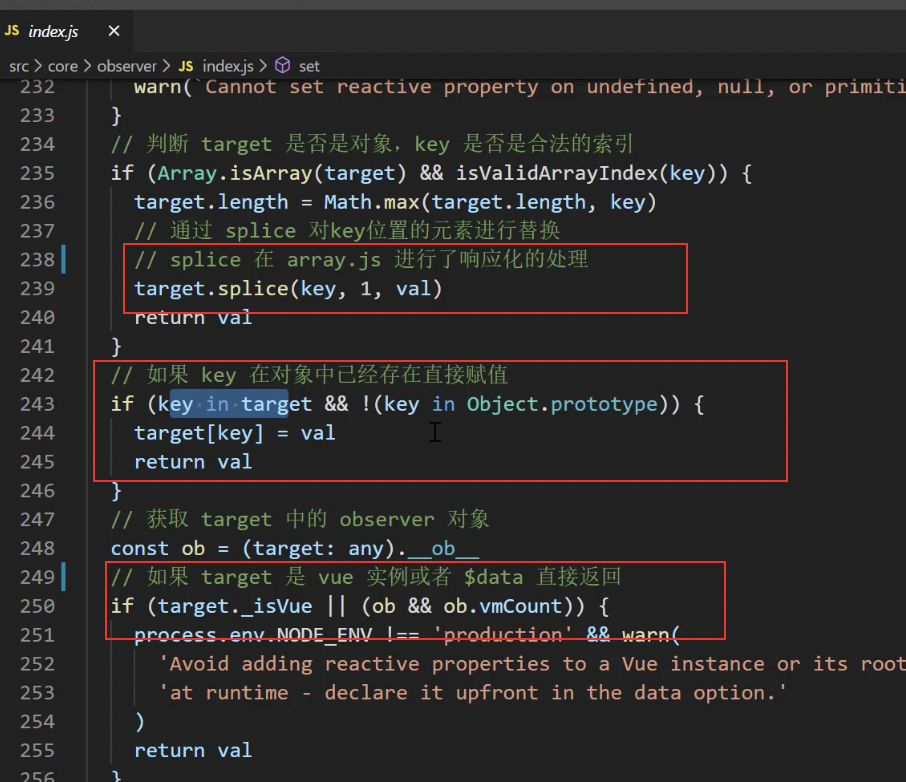 JS index.js ×
src > core > observer > JS index.js > set
232 warn(`Cannot set reactive property on undefined, null, or primiti
233 }
234 // 判断 target 是否是对象，key 是否是合法的索引
235 if (Array.isArray(target) && isValidArrayIndex(key)) {
236 target.length = Math.max(target.length, key)
237 // 通过 splice 对key位置的元素进行替换
238 // splice 在 array.js 进行了响应化的处理
239 target.splice(key, 1, val)
240 return val
241 }
242 // 如果 key 在对象中已经存在直接赋值
243 if (key in target && !(key in Object.prototype)) {
244 target[key] = val
245 return val
246 }
247 // 获取 target 中的 observer 对象
248 const ob = (target: any).__ob__
249 // 如果 target 是 vue 实例或者 $data 直接返回
250 if (target._isVue || (ob && ob.vmCount)) {
251 process.env.NODE_ENV !== 'production' && warn(
252 'Avoid adding reactive properties to a Vue instance or its root
253 'at runtime - declare it upfront in the data option.'
254 )
255 return val
256 }